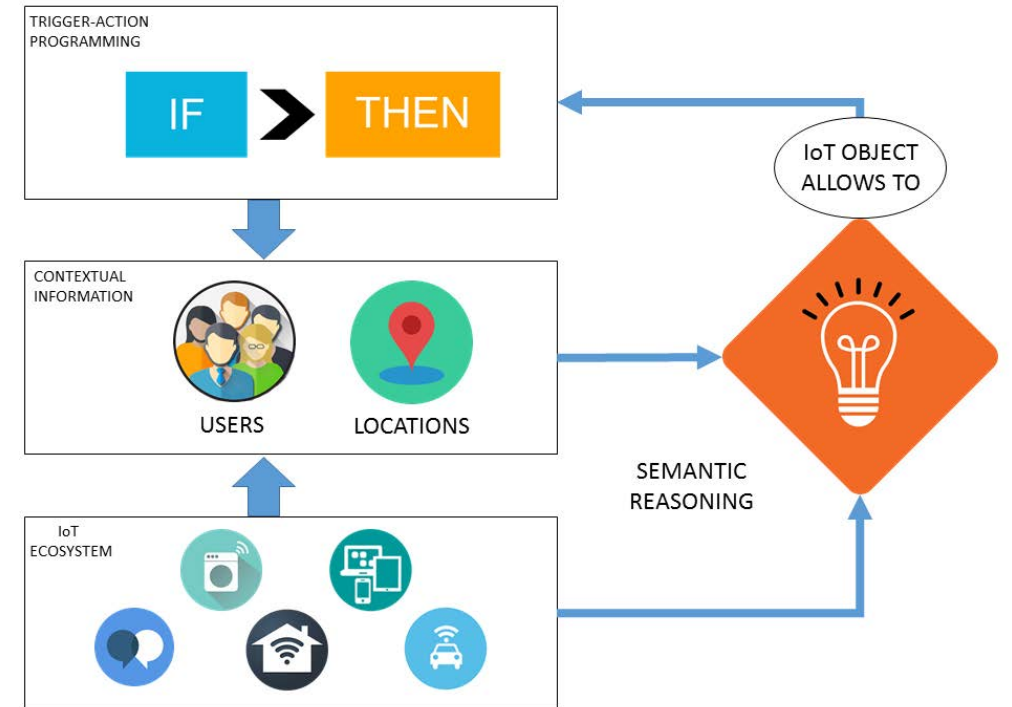 TRIGGER-ACTION
PROGRAMMING
IF
THEN
IoT OBJECT
ALLOWS TO
CONTEXTUAL
INFORMATION
USERS
LOCATIONS
SEMANTIC
REASONING
IoT
ECOSYSTEM